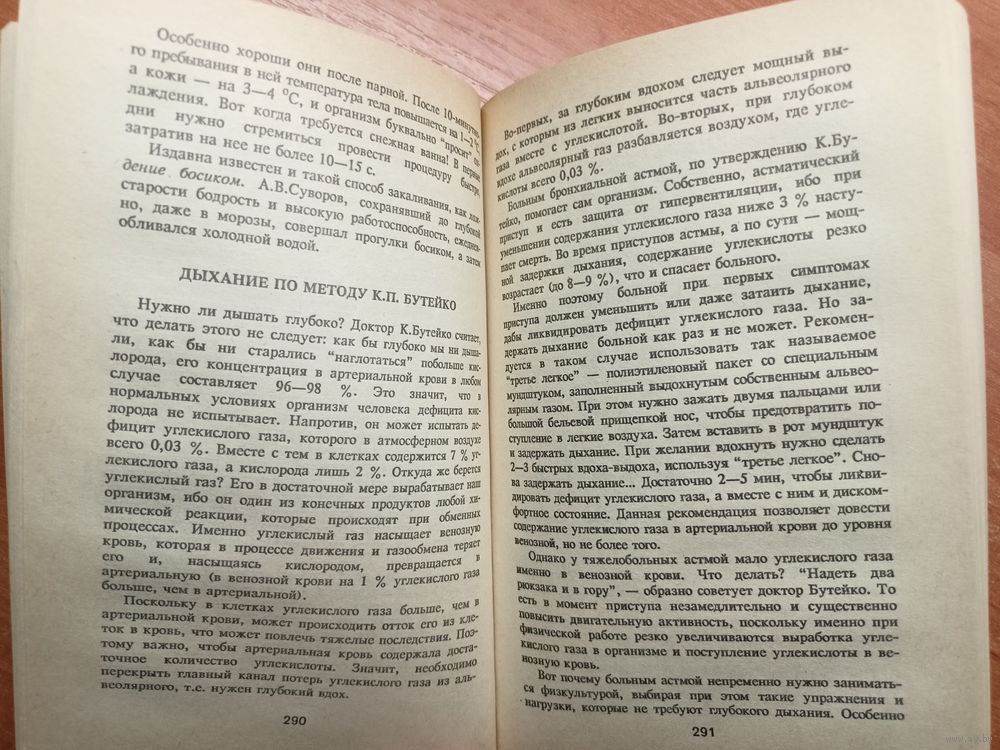 Особенно хороши они после парной. После 10-минутно-
го пребывания в ней температура тела повышается на 1—2 °С,
а кожи — на 3—4 °С, и организм буквально "просит" ох-
лаждения. Вот когда требуется снежная ванна! В первые
дни нужно стремиться провести процедуру быстро,
затратив на нее не более 10—15 с.
Издавна известен и такой способ закаливания, как хож-
дение босиком. А.В.Суворов, сохранявший до глубокой
старости бодрость и высокую работоспособность, ежеднев-
но, даже в морозы, совершал прогулки босиком, а затем
обливался холодной водой.
ДЫХАНИЕ ПО МЕТОДУ К.П. БУТЕЙКО
Нужно ли дышать глубоко? Доктор К.Бутейко считает,
что делать этого не следует: как бы глубоко мы ни дыша-
ли, как бы ни старались "наглотаться" побольше кис-
лорода, его концентрация в артериальной крови в любом
случае составляет 96—98 %. Это значит, что в
нормальных условиях организм человека дефицита кис-
лорода не испытывает. Напротив, он может испытать де-
фицит углекислого газа, которого в атмосферном воздухе
всего 0,03 %. Вместе с тем в клетках содержится 7 % уг-
лекислого газа, а кислорода лишь 2 %. Откуда же берется
углекислый газ? Его в достаточной мере вырабатывает наш
организм, ибо он один из конечных продуктов любой хи-
мической реакции, которые происходят при обменных
процессах. Именно углекислый газ насыщает венозную
кровь, которая в процессе движения и газообмена теряет
его и, насыщаясь кислородом, превращается в
артериальную (в венозной крови на 1 % углекислого газа
больше, чем в артериальной).
Поскольку в клетках углекислого газа больше, чем в
артериальной крови, может происходить отток его из кле-
ток в кровь, что может повлечь тяжелые последствия. Поэ-
тому важно, чтобы артериальная кровь содержала доста-
точное количество углекислоты. Значит, необходимо
перекрыть главный канал потерь углекислого газа из аль-
веолярного, т.е. нужен глубокий вдох.
290
Во-первых, за глубоким вдохом следует мощный вы-
дох, с которым из легких выносится часть альвеолярного
газа вместе с углекислотой. Во-вторых, при глубоком
вдохе альвеолярный газ разбавляется воздухом, где угле-
кислоты всего 0,03 %.
Больным бронхиальной астмой, по утверждению К.Бу-
тейко, помогает сам организм. Собственно, астматический
приступ и есть защита от гипервентиляции, ибо при
уменьшении содержания углекислого газа ниже 3 % насту-
пает смерть. Во время приступов астмы, а по сути — мощ-
ной задержки дыхания, содержание углекислоты резко
возрастает (до 8—9 %), что и спасает больного.
Именно поэтому больной при первых симптомах
приступа должен уменьшить или даже затаить дыхание,
дабы ликвидировать дефицит углекислого газа. Но за-
держать дыхание больной как раз и не может. Рекомен-
дуется в таком случае использовать так называемое
"третье легкое" — полиэтиленовый пакет со специальным
мундштуком, заполненный выдохнутым собственным альвео-
лярным газом. При этом нужно зажать двумя пальцами или
большой бельевой прищепкой нос, чтобы предотвратить по-
ступление в легкие воздуха. Затем вставить в рот мундштук
и задержать дыхание. При желании вдохнуть нужно сделать
2—3 быстрых вдоха-выдоха, используя "третье легкое". Сно-
ва задержать дыхание... Достаточно 2—5 мин, чтобы ликви-
дировать дефицит углекислого газа, а вместе с ним и диском-
фортное состояние. Данная рекомендация позволяет довести
содержание углекислого газа в артериальной крови до уровня
венозной, но не более того.
Однако у тяжелобольных астмой мало углекислого газа
именно в венозной крови. Что делать? "Надеть два
рюкзака и в гору", — образно советует доктор Бутейко. То
есть в момент приступа незамедлительно и существенно
повысить двигательную активность, поскольку именно при
физической работе резко увеличиваются выработка угле-
кислого газа в организме и поступление углекислоты в ве-
нозную кровь.
Вот почему больным астмой непременно нужно занимать-
ся физкультурой, выбирая при этом такие упражнения и
нагрузки, которые не требуют глубокого дыхания. Особенно
291